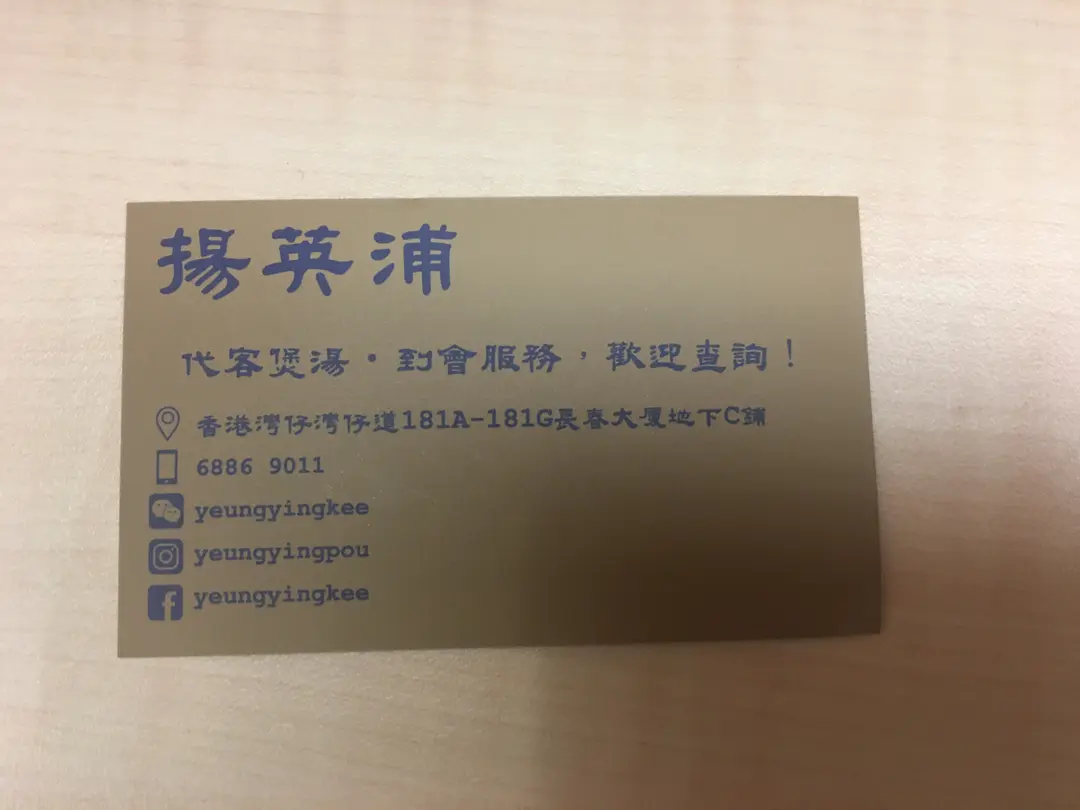 揚英浦
代客煲湯・到會服務，歡迎查詢！
香港灣仔灣仔道181A-181G長春大厦地下C鋪
6886 9011
yeungyingkee
yeungyingpou
yeungyingkee